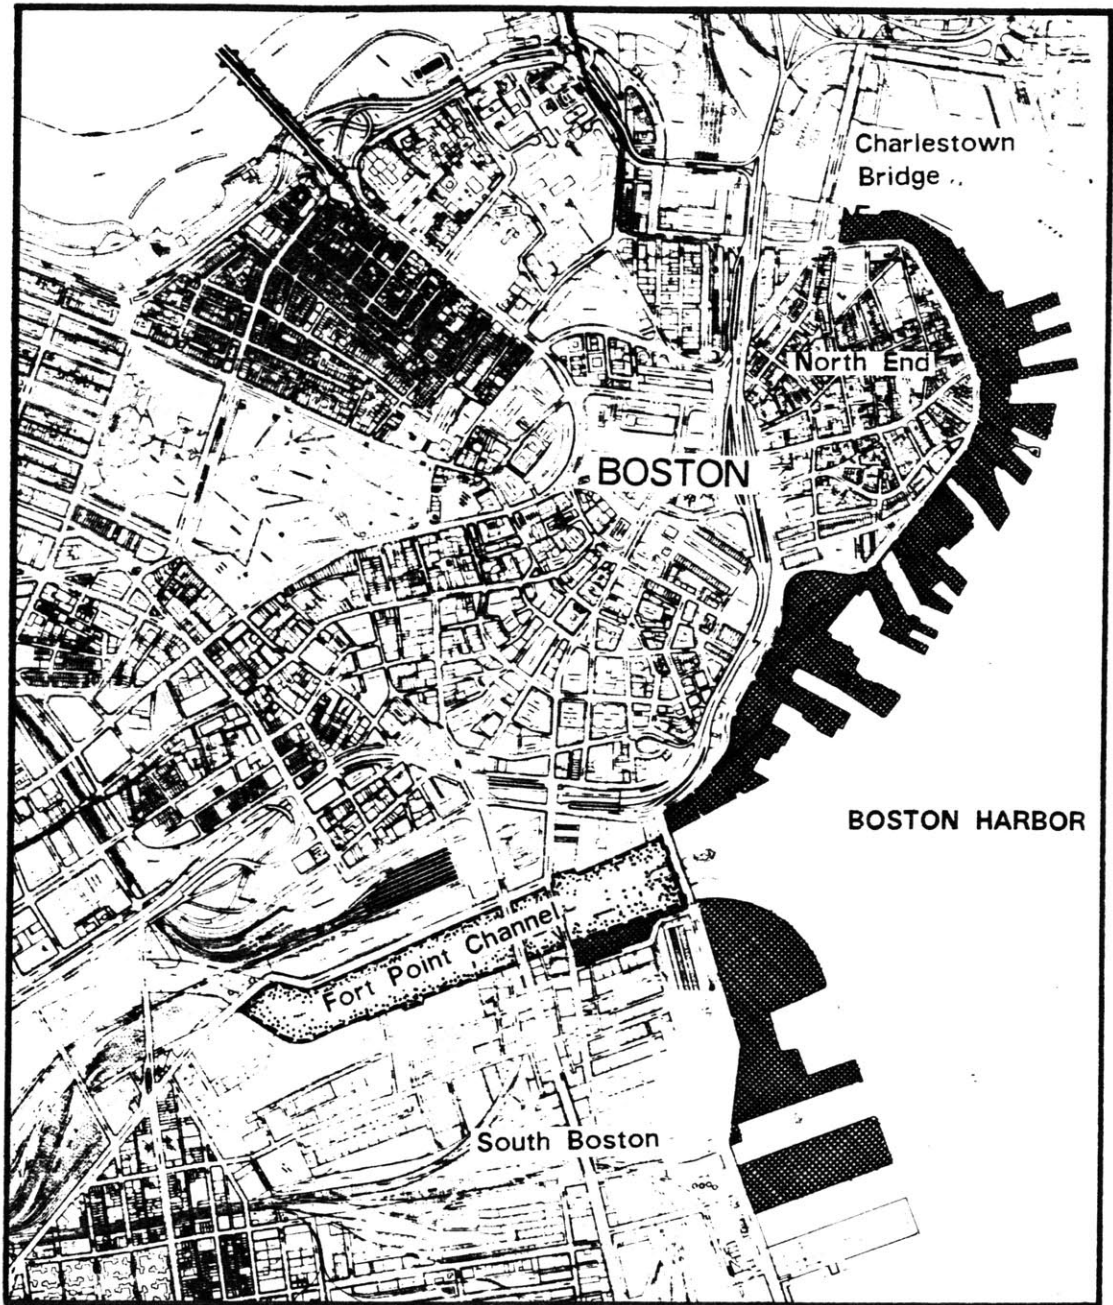 Charlestown
Bridge
North End
BOSTON
BOSTON HARBOR
Fort Point Channel
South Boston